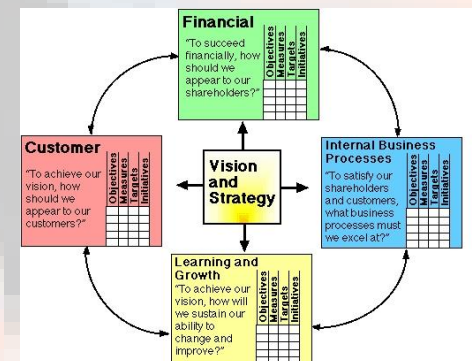 Financial
"To succeed
financially, how
should we
appear to our
shareholders?"
Objectives
Measures
Targets
Initiatives
Customer
"To achieve our
vision, how
should we
appear to our
customers?"
Objectives
Measures
Targets
Initiatives
Vision
and
Strategy
Internal Business
Processes
"To satisfy our
shareholders
and customers,
what business
processes must
we excel at?"
Objectives
Measures
Targets
Initiatives
Learning and
Growth
"To achieve our
vision, how will
we sustain our
ability to
change and
improve?"
Objectives
Measures
Targets
Initiatives